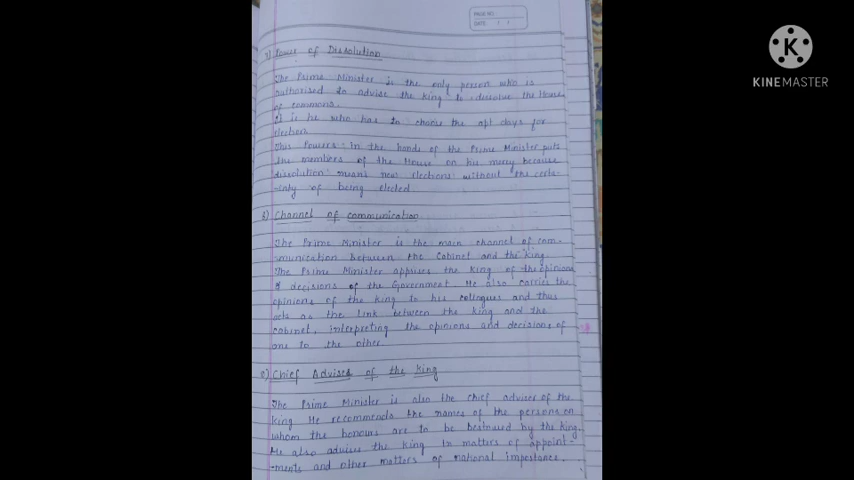 PAGE NO.:
DATE: / /
7) Power of Dissolution
The Prime Minister is the only person who is
authorised to advise the king to dissolve the House
of commons.
It is he who has to choose the apt days for
election
This Powers in the hands of the Prime Minister puts
the members of the House on his mercy because
dissolution means new elections without the certa-
-inty of being elected
8) Channel of communication
The Prime Minister is the main channel of com-
-munication between the Cabinet and the king.
The Prime Minister apprises the King of the opinions
& decisions of the Government. He also carries the
opinions of the king to his collogues and thus
acts as the link between the king and the
cabinet, interpreting the opinions and decisions of
one to the other
9) Chief Adviser of the king
The Prime Minister is also the chief adviser of the
king. He recommends the names of the persons on
whom the honours are to be bestowed by the king.
He also advises the king in matters of appoint-
-ments and other matters of national importance.
K
KINEMASTER